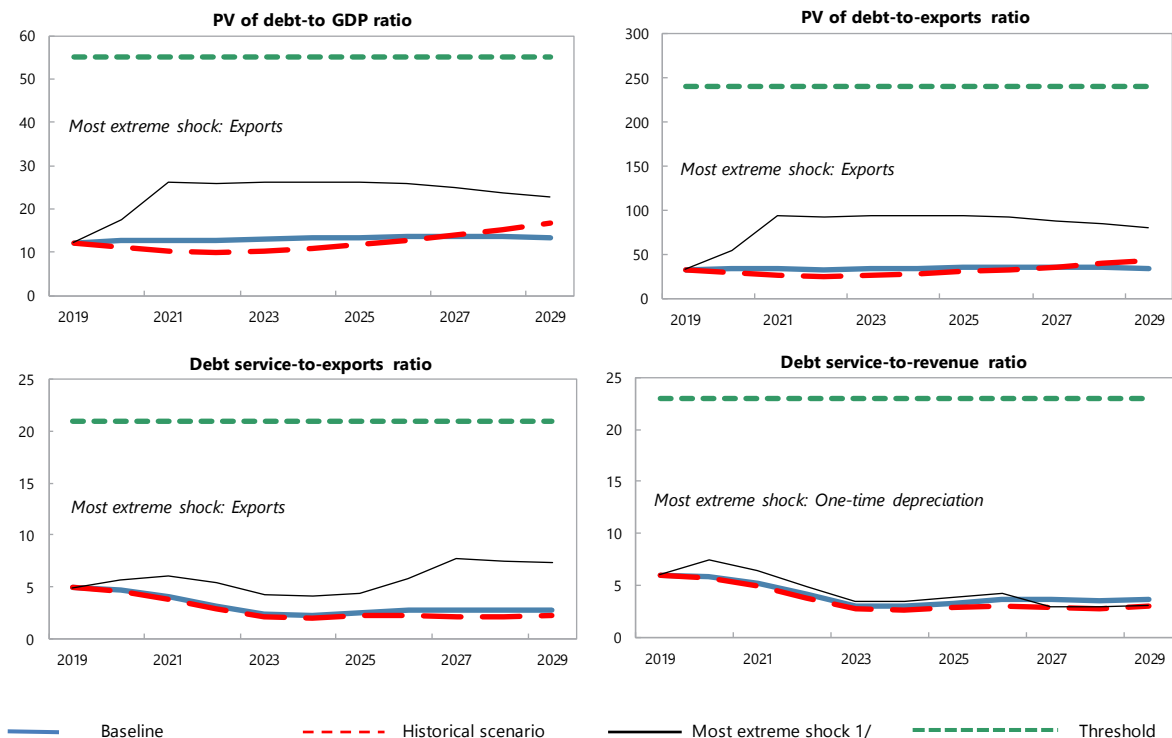 PV of debt-to GDP ratio
60
50
40
30
20
10
0
Most extreme shock: Exports
2019 2021 2023 2025 2027 2029
PV of debt-to-exports ratio
300
250
200
150
100
50
0
Most extreme shock: Exports
2019 2021 2023 2025 2027 2029
Debt service-to-exports ratio
25
20
15
10
5
0
Most extreme shock: Exports
2019 2021 2023 2025 2027 2029
Debt service-to-revenue ratio
25
20
15
10
5
0
Most extreme shock: One-time depreciation
2019 2021 2023 2025 2027 2029
Baseline Historical scenario Most extreme shock 1/ Threshold